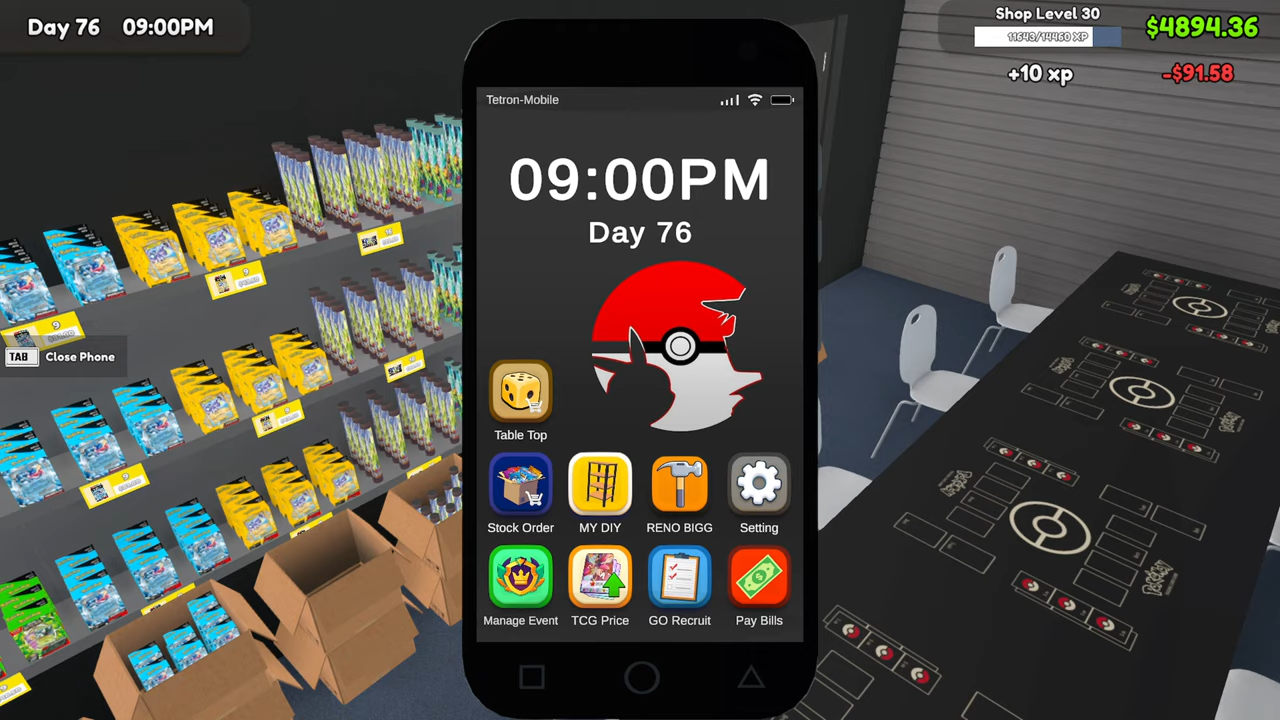 Day 76 09:00PM
Shop Level 30
11643/14460 XP
$4894.36
+10 xp
-$91.58
TAB Close Phone
Tetron-Mobile
09:00PM
Day 76
Table Top
Stock Order
MY DIY
RENO BIGG
Setting
Manage Event
TCG Price
GO Recruit
Pay Bills